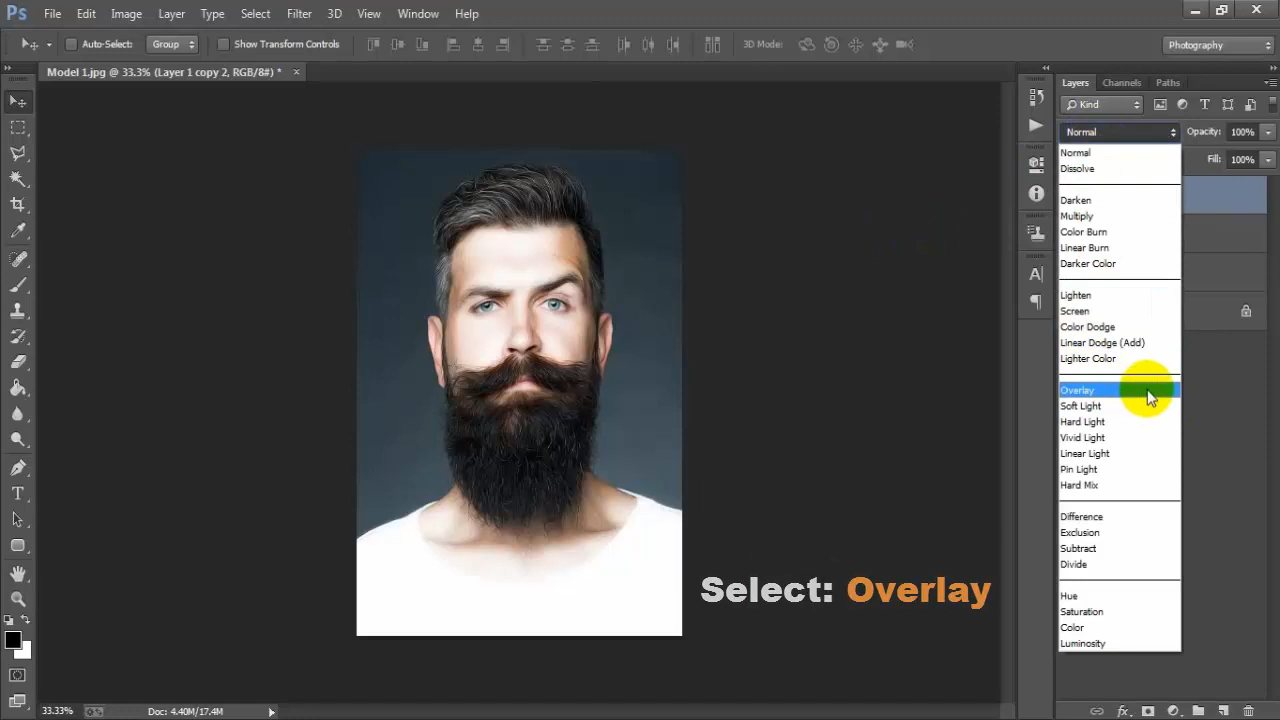 Ps File Edit Image Layer Type Select Filter 3D View Window Help
Auto-Select: Group Show Transform Controls 3D Mode: Photography
Model 1.jpg @ 33.3% (Layer 1 copy 2, RGB/8#) * ×
Layers Channels Paths
Kind
Normal Opacity: 100%
Fill: 100%
Normal
Dissolve
Darken
Multiply
Color Burn
Linear Burn
Darker Color
Lighten
Screen
Color Dodge
Linear Dodge (Add)
Lighter Color
Overlay
Soft Light
Hard Light
Vivid Light
Linear Light
Pin Light
Hard Mix
Difference
Exclusion
Subtract
Divide
Hue
Saturation
Color
Luminosity
Select: Overlay
33.33% Doc: 4.40M/17.4M